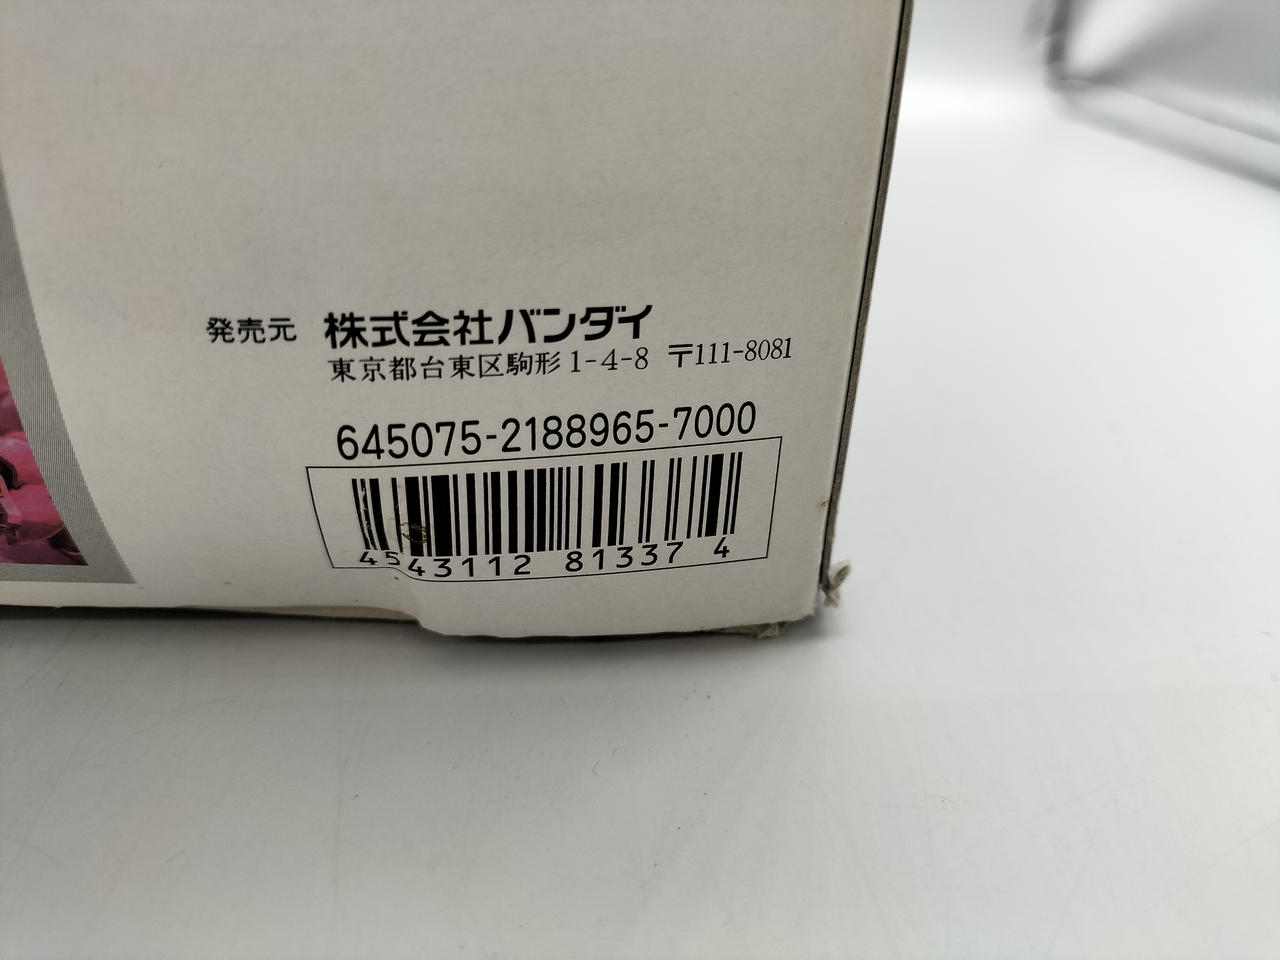 発売元 株式会社バンダイ
東京都台東区駒形1-4-8 〒111-8081
645075-2188965-7000
4543112 81337 4